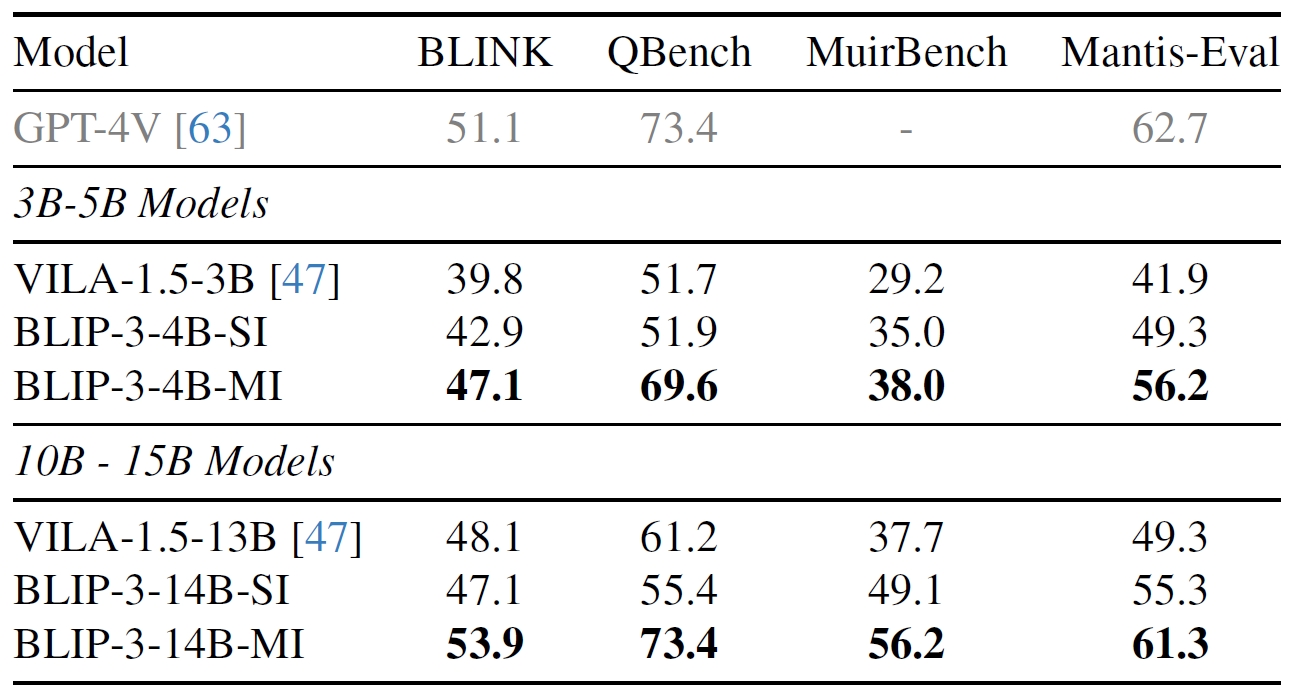 Model BLINK QBench MuirBench Mantis-Eval
GPT-4V [63] 51.1 73.4 - 62.7
3B-5B Models
VILA-1.5-3B [47] 39.8 51.7 29.2 41.9
BLIP-3-4B-SI 42.9 51.9 35.0 49.3
BLIP-3-4B-MI 47.1 69.6 38.0 56.2
10B - 15B Models
VILA-1.5-13B [47] 48.1 61.2 37.7 49.3
BLIP-3-14B-SI 47.1 55.4 49.1 55.3
BLIP-3-14B-MI 53.9 73.4 56.2 61.3